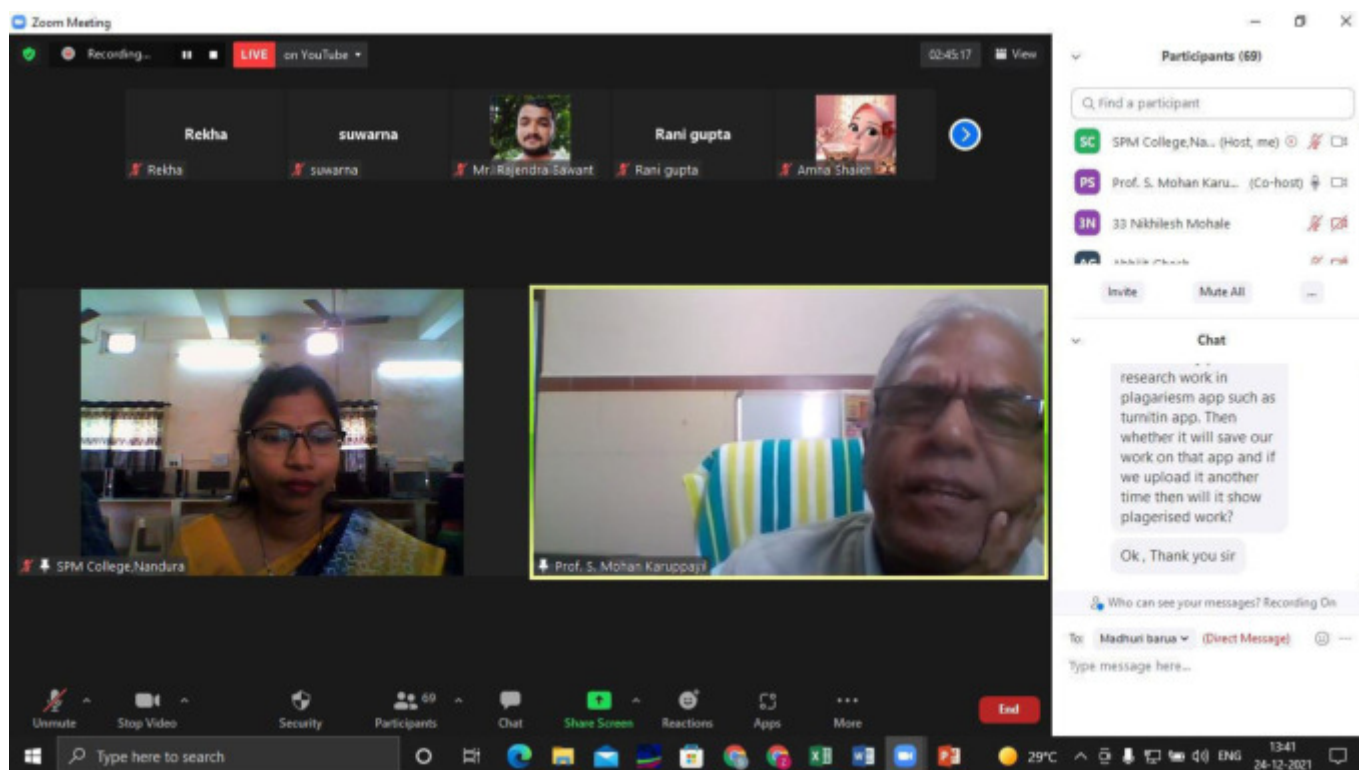 Zoom Meeting
Recording...
LIVE on YouTube
02:45:17
View
Rekha
suwarna
Rani gupta
Rekha
suwarna
Mr. Rajendra Sawant
Rani gupta
Amna Shaikh
SPM College,Nandura
Prof. S. Mohan Karuppayil
Unmute
Stop Video
Security
69
Participants
Chat
Share Screen
Reactions
Apps
More
End
Participants (69)
Find a participant
SC SPM College,Na... (Host, me)
PS Prof. S. Mohan Karu... (Co-host)
3N 33 Nikhilesh Mohale
AG Abhijit Ghosh
Invite
Mute All
...
Chat
research work in
plagariesm app such as
turnitin app. Then
whether it will save our
work on that app and if
we upload it another
time then will it show
plagerised work?
Ok , Thank you sir
Who can see your messages? Recording On
To: Madhuri barua (Direct Message)
Type message here...
Type here to search
29°C
ENG
13:41
24-12-2021